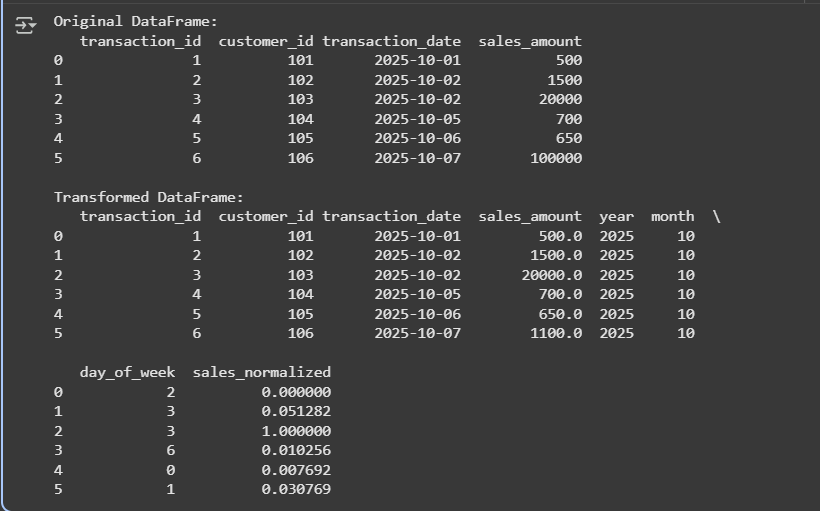 Original DataFrame:
transaction_id customer_id transaction_date sales_amount
0 1 101 2025-10-01 500
1 2 102 2025-10-02 1500
2 3 103 2025-10-02 20000
3 4 104 2025-10-05 700
4 5 105 2025-10-06 650
5 6 106 2025-10-07 100000
Transformed DataFrame:
transaction_id customer_id transaction_date sales_amount year month \
0 1 101 2025-10-01 500.0 2025 10
1 2 102 2025-10-02 1500.0 2025 10
2 3 103 2025-10-02 20000.0 2025 10
3 4 104 2025-10-05 700.0 2025 10
4 5 105 2025-10-06 650.0 2025 10
5 6 106 2025-10-07 1100.0 2025 10
day_of_week sales_normalized
0 2 0.000000
1 3 0.051282
2 3 1.000000
3 6 0.010256
4 0 0.007692
5 1 0.030769